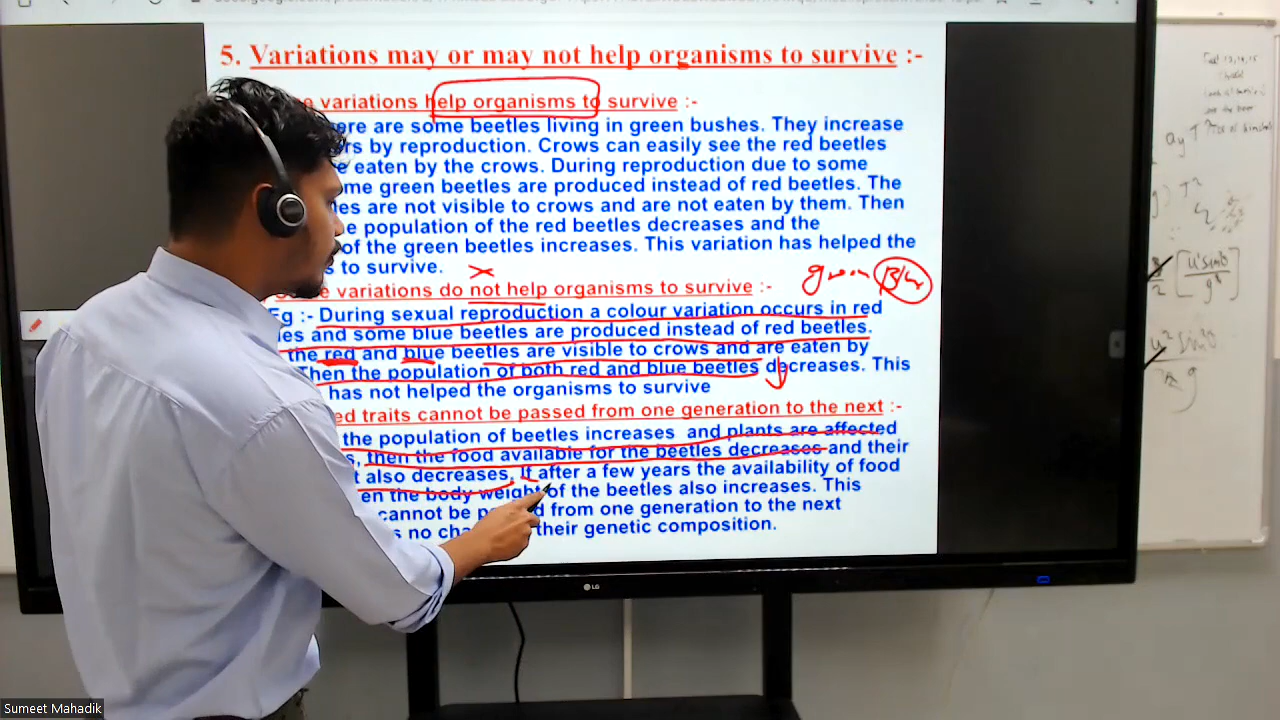 5. Variations may or may not help organisms to survive :-
variations help organisms to survive :-
ere are some beetles living in green bushes. They increase
rs by reproduction. Crows can easily see the red beetles
e eaten by the crows. During reproduction due to some
me green beetles are produced instead of red beetles. The
les are not visible to crows and are not eaten by them. Then
e population of the red beetles decreases and the
of the green beetles increases. This variation has helped the
s to survive.
green
e variations do not help organisms to survive :-
Eg :- During sexual reproduction a colour variation occurs in red
les and some blue beetles are produced instead of red beetles.
the red and blue beetles are visible to crows and are eaten by
Then the population of both red and blue beetles decreases. This
has not helped the organisms to survive
ed traits cannot be passed from one generation to the next :-
the population of beetles increases and plants are affected
s, then the food available for the beetles decreases and their
t also decreases. If after a few years the availability of food
en the body weight of the beetles also increases. This
cannot be d from one generation to the next
s no their genetic composition.
LG
Sumeet Mahadik